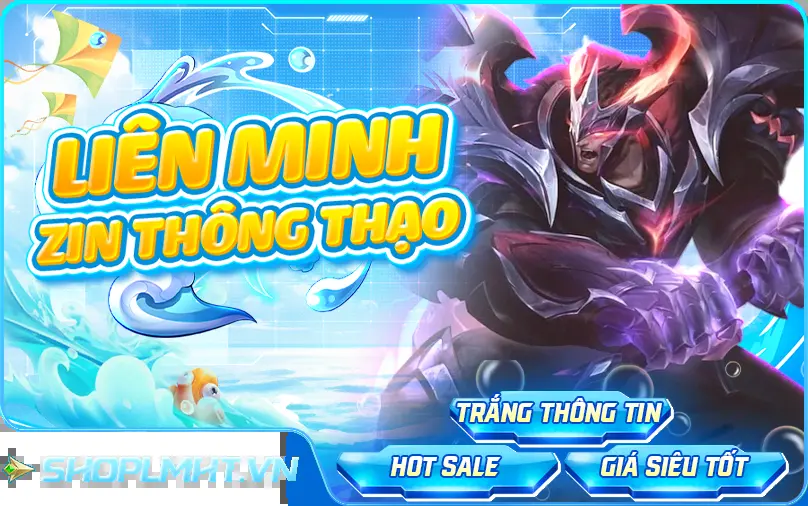 LIÊN MINH
ZIN THÔNG THẠO
TRẮNG THÔNG TIN
HOT SALE
GIÁ SIÊU TỐT
SHOPLMHT.VN